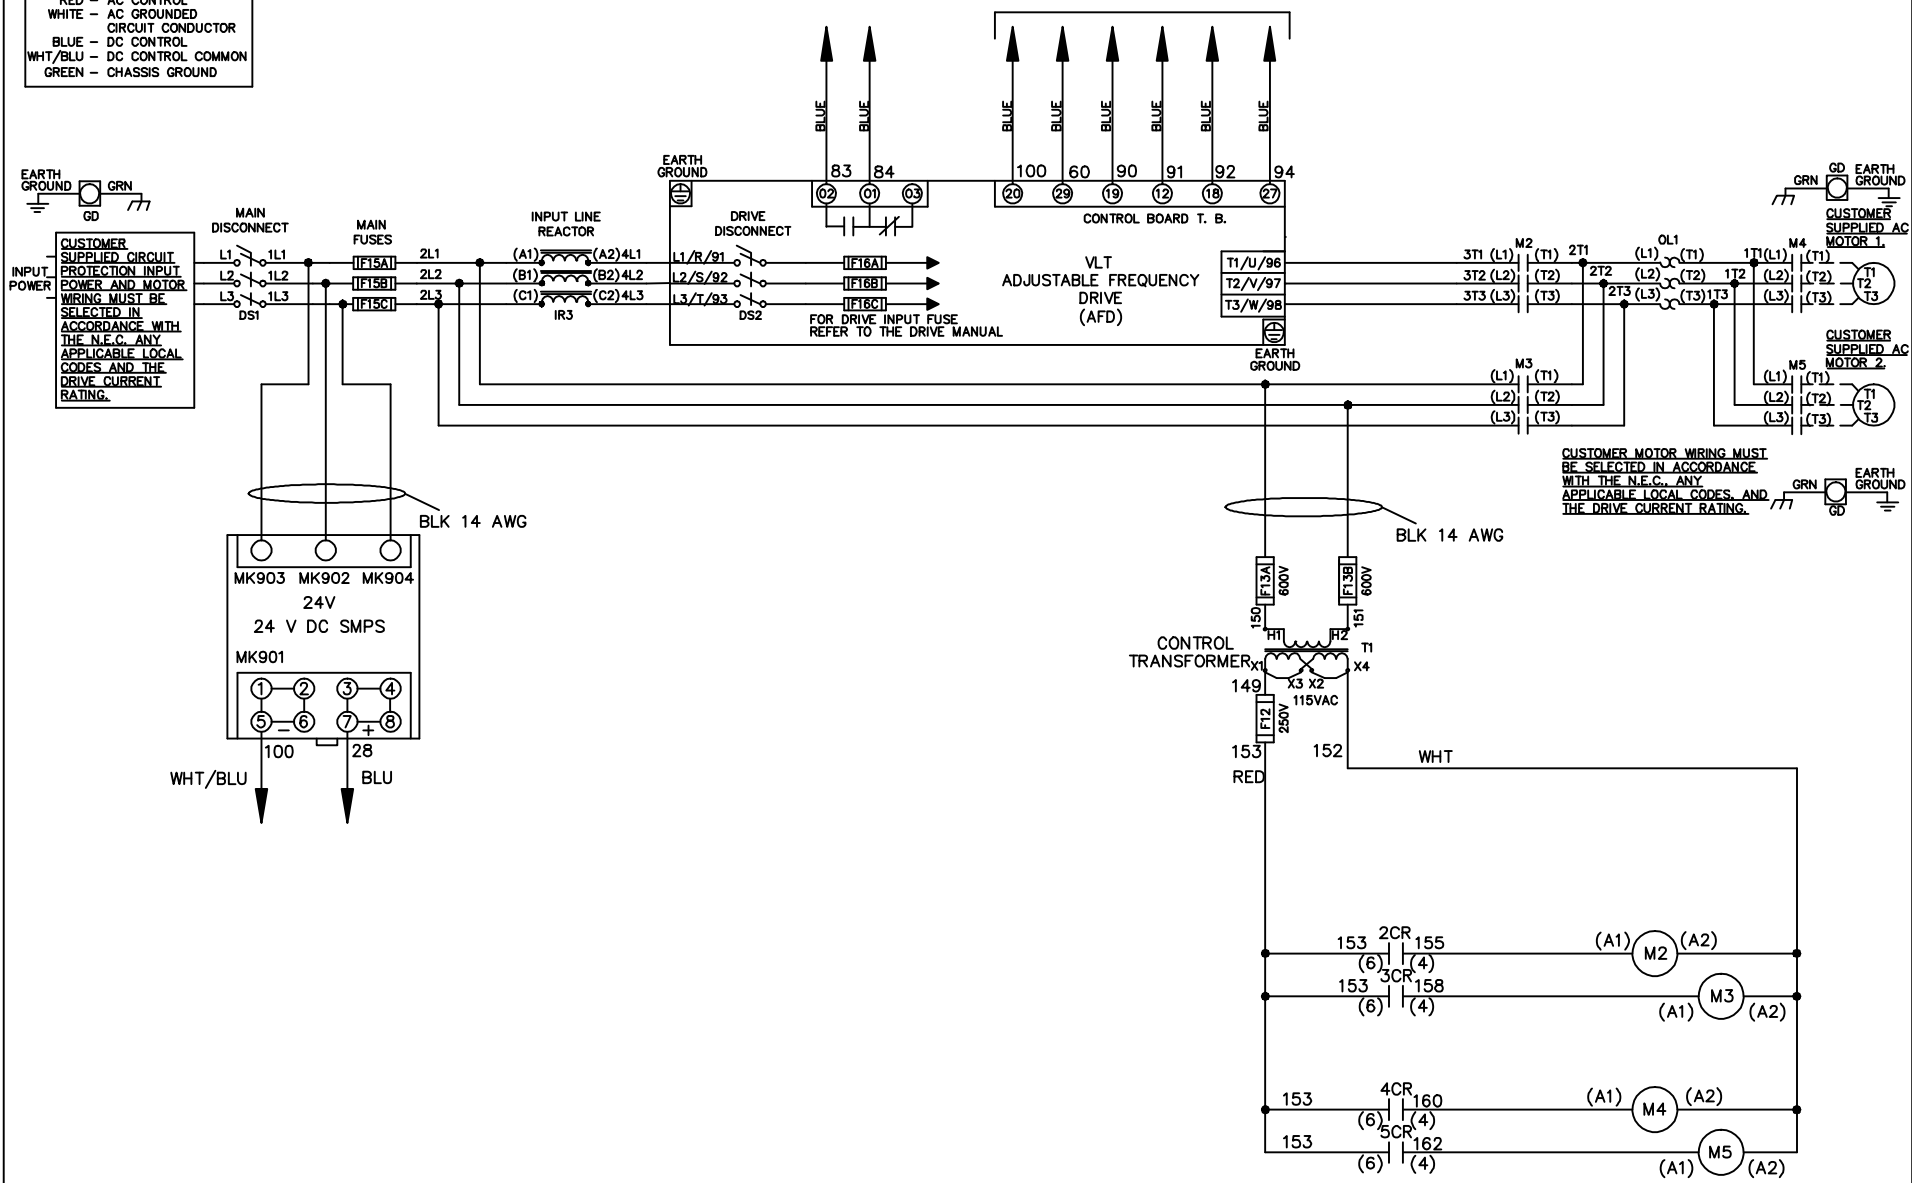 RED – AC CONTROL
WHITE – AC GROUNDED
CIRCUIT CONDUCTOR
BLUE – DC CONTROL
WHT/BLU – DC CONTROL COMMON
GREEN – CHASSIS GROUND
BLUE
BLUE
BLUE
BLUE
BLUE
BLUE
BLUE
BLUE
EARTH
GROUND
GRN
GD
MAIN
DISCONNECT
MAIN
FUSES
INPUT LINE
REACTOR
EARTH
GROUND
DRIVE
DISCONNECT
83 84
02 01 03
100 60 90 91 92 94
20 29 19 12 18 27
CONTROL BOARD T. B.
INPUT
POWER
CUSTOMER
SUPPLIED CIRCUIT
PROTECTION INPUT
POWER AND MOTOR
WIRING MUST BE
SELECTED IN
ACCORDANCE WITH
THE N.E.C. ANY
APPLICABLE LOCAL
CODES AND THE
DRIVE CURRENT
RATING.
L1 1L1 F15A 2L1 (A1) (A2) 4L1 L1/R/91 F16A
L2 1L2 F15B 2L2 (B1) (B2) 4L2 L2/S/92 F16B
L3 1L3 F15C 2L3 (C1) (C2) 4L3 L3/T/93 F16C
DS1 IR3 DS2
FOR DRIVE INPUT FUSE
REFER TO THE DRIVE MANUAL
VLT
ADJUSTABLE FREQUENCY
DRIVE
(AFD)
T1/U/96
T2/V/97
T3/W/98
EARTH
GROUND
M2 OL1 M4
3T1 (L1) (T1) 2T1 (L1) (T1) 1T1 (L1) (T1)
3T2 (L2) (T2) 2T2 (L2) (T2) 1T2 (L2) (T2)
3T3 (L3) (T3) 2T3 (L3) (T3) 1T3 (L3) (T3)
T1
T2
T3
GRN
GD
EARTH
GROUND
CUSTOMER
SUPPLIED AC
MOTOR 1.
CUSTOMER
SUPPLIED AC
MOTOR 2.
M3 M5
(L1) (T1) (L1) (T1)
(L2) (T2) (L2) (T2)
(L3) (T3) (L3) (T3)
T1
T2
T3
CUSTOMER MOTOR WIRING MUST
BE SELECTED IN ACCORDANCE
WITH THE N.E.C., ANY
APPLICABLE LOCAL CODES, AND
THE DRIVE CURRENT RATING.
GRN
GD
EARTH
GROUND
BLK 14 AWG
BLK 14 AWG
MK903 MK902 MK904
24V
24 V DC SMPS
MK901
1 2 3 4
5 6 7 8
– +
100 28
WHT/BLU BLU
F13A
600V
F13B
600V
150
151
H1 H2
T1
CONTROL
TRANSFORMER
X1 X4
X3 X2
115VAC
149
F12
250V
153 152
RED
WHT
2CR
153 155 (A1) M2 (A2)
(6) (4)
3CR
153 158 M3
(6) (4) (A1) (A2)
4CR
153 160 (A1) M4 (A2)
(6) (4)
5CR
153 162 M5
(6) (4) (A1) (A2)